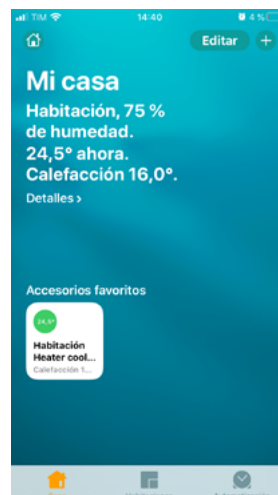 TIM 14:40 4 %
Editar +
Mi casa
Habitación, 75 %
de humedad.
24,5° ahora.
Calefacción 16,0°.
Detalles >
Accesorios favoritos
24,5°
Habitación
Heater cool...
Calefacción 1...